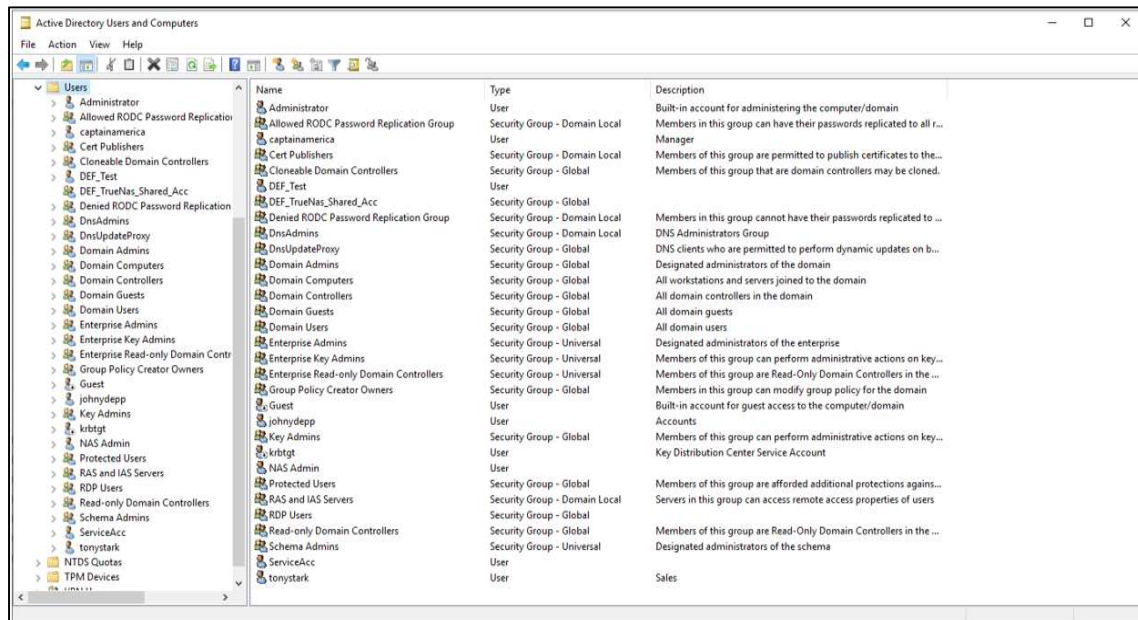 Active Directory Users and Computers
File Action View Help
Users
Administrator
Allowed RODC Password Replication
captainamerica
Cert Publishers
Cloneable Domain Controllers
DEF_Test
DEF_TrueNas_Shared_Acc
Denied RODC Password Replication
DnsAdmins
DnsUpdateProxy
Domain Admins
Domain Computers
Domain Controllers
Domain Guests
Domain Users
Enterprise Admins
Enterprise Key Admins
Enterprise Read-only Domain Contr
Group Policy Creator Owners
Guest
johnydepp
Key Admins
krbtgt
NAS Admin
Protected Users
RAS and IAS Servers
RDP Users
Read-only Domain Controllers
Schema Admins
ServiceAcc
tonystark
NTDS Quotas
TPM Devices
Name Type Description
Administrator User Built-in account for administering the computer/domain
Allowed RODC Password Replication Group Security Group - Domain Local Members in this group can have their passwords replicated to all r...
captainamerica User Manager
Cert Publishers Security Group - Domain Local Members of this group are permitted to publish certificates to the...
Cloneable Domain Controllers Security Group - Global Members of this group that are domain controllers may be cloned.
DEF_Test User
DEF_TrueNas_Shared_Acc Security Group - Global
Denied RODC Password Replication Group Security Group - Domain Local Members in this group cannot have their passwords replicated to ...
DnsAdmins Security Group - Domain Local DNS Administrators Group
DnsUpdateProxy Security Group - Global DNS clients who are permitted to perform dynamic updates on b...
Domain Admins Security Group - Global Designated administrators of the domain
Domain Computers Security Group - Global All workstations and servers joined to the domain
Domain Controllers Security Group - Global All domain controllers in the domain
Domain Guests Security Group - Global All domain guests
Domain Users Security Group - Global All domain users
Enterprise Admins Security Group - Universal Designated administrators of the enterprise
Enterprise Key Admins Security Group - Universal Members of this group can perform administrative actions on key...
Enterprise Read-only Domain Controllers Security Group - Universal Members of this group are Read-Only Domain Controllers in the ...
Group Policy Creator Owners Security Group - Global Members in this group can modify group policy for the domain
Guest User Built-in account for guest access to the computer/domain
johnydepp User Accounts
Key Admins Security Group - Global Members of this group can perform administrative actions on key...
krbtgt User Key Distribution Center Service Account
NAS Admin User
Protected Users Security Group - Global Members of this group are afforded additional protections agains...
RAS and IAS Servers Security Group - Domain Local Servers in this group can access remote access properties of users
RDP Users Security Group - Global
Read-only Domain Controllers Security Group - Global Members of this group are Read-Only Domain Controllers in the ...
Schema Admins Security Group - Universal Designated administrators of the schema
ServiceAcc User
tonystark User Sales